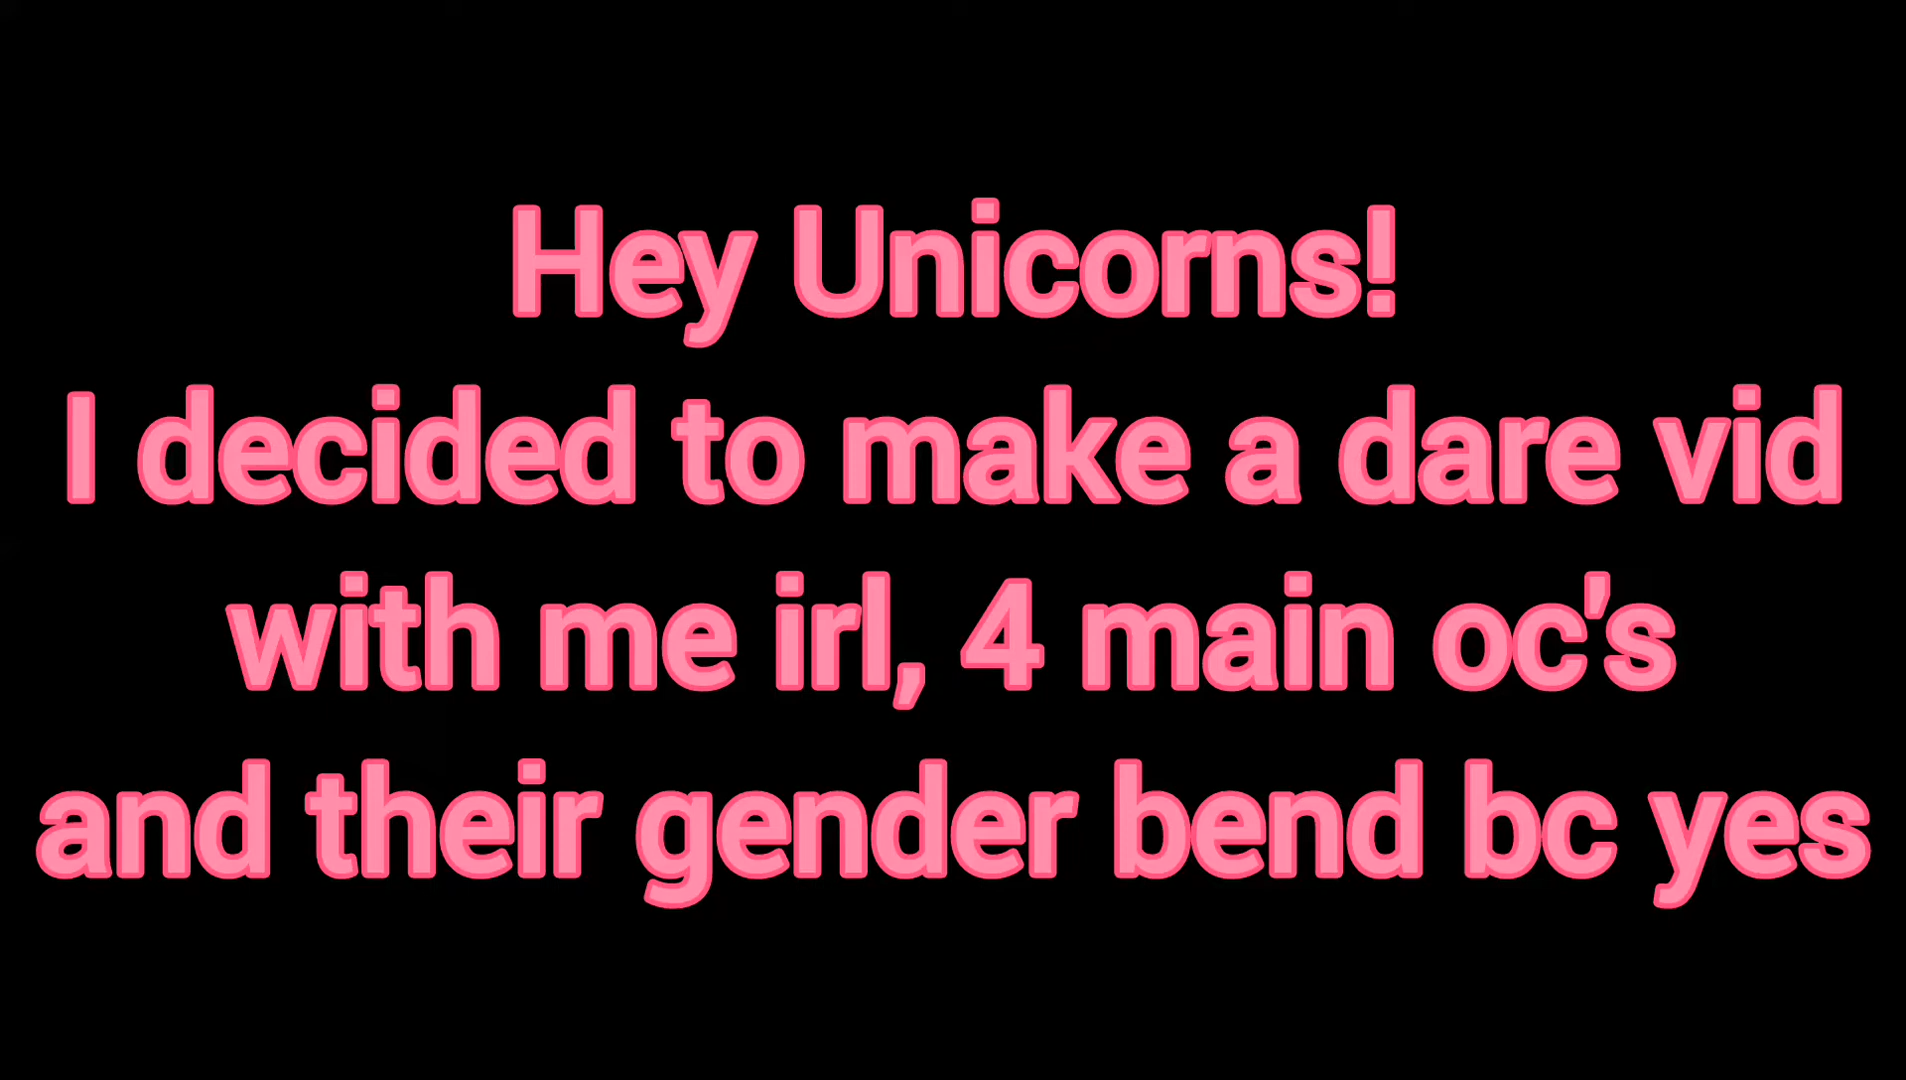 Hey Unicorns!
I decided to make a dare vid
with me irl, 4 main oc's
and their gender bend bc yes